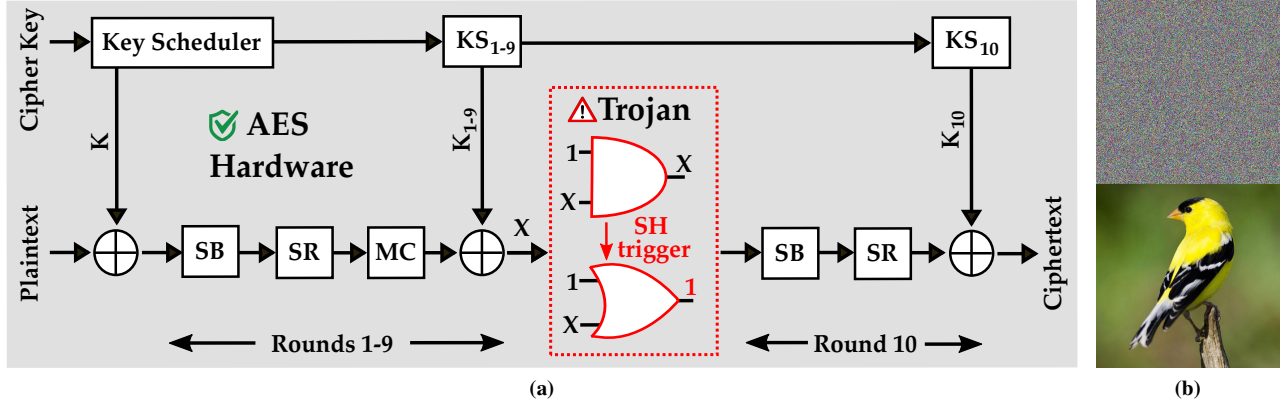 Cipher Key
Key Scheduler
KS1-9
KS10
K
K1-9
K10
AES
Hardware
Trojan
1
X
X
SH
trigger
1
X
1
Plaintext
SB
SR
MC
X
SB
SR
Ciphertext
Rounds 1-9
Round 10
(a)
(b)